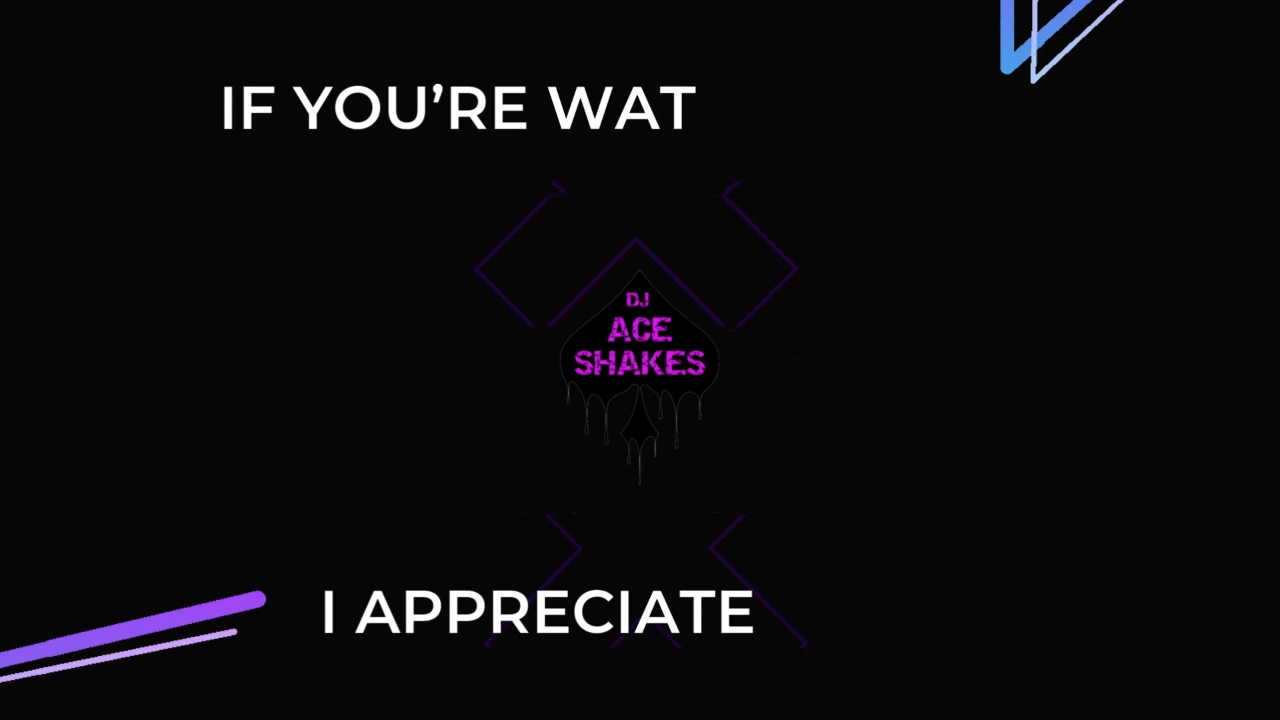 IF YOU’RE WAT
DJ
ACE
SHAKES
I APPRECIATE